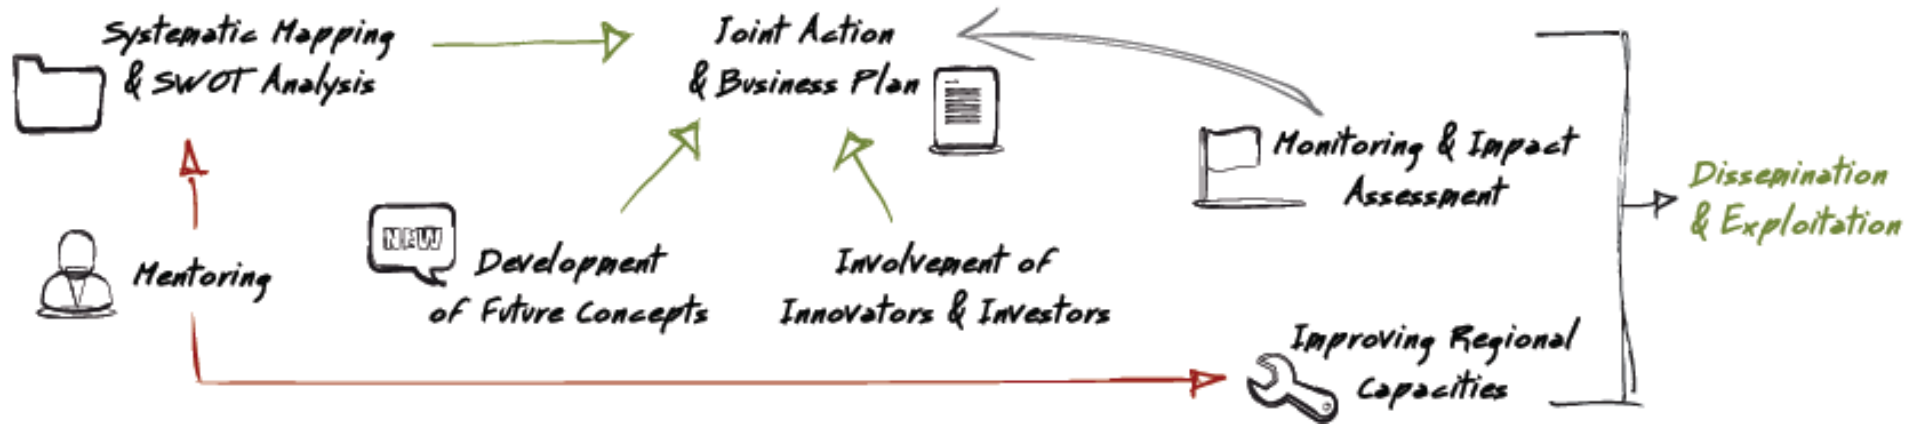 Systematic Mapping
& SWOT Analysis
Joint Action
& Business Plan
Monitoring & Impact
Assessment
Dissemination
& Exploitation
Mentoring
NEW
Development
of Future Concepts
Involvement of
Innovators & Investors
Improving Regional
Capacities